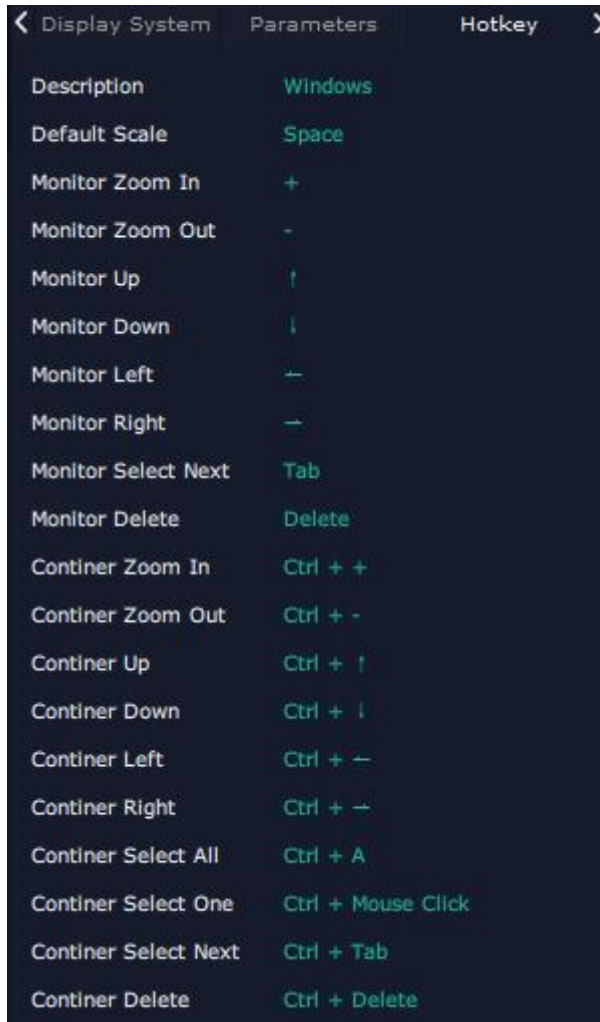 Display System Parameters Hotkey
Description Windows
Default Scale Space
Monitor Zoom In +
Monitor Zoom Out -
Monitor Up ↑
Monitor Down ↓
Monitor Left ←
Monitor Right →
Monitor Select Next Tab
Monitor Delete Delete
Continer Zoom In Ctrl + +
Continer Zoom Out Ctrl + -
Continer Up Ctrl + ↑
Continer Down Ctrl + ↓
Continer Left Ctrl + ←
Continer Right Ctrl + →
Continer Select All Ctrl + A
Continer Select One Ctrl + Mouse Click
Continer Select Next Ctrl + Tab
Continer Delete Ctrl + Delete